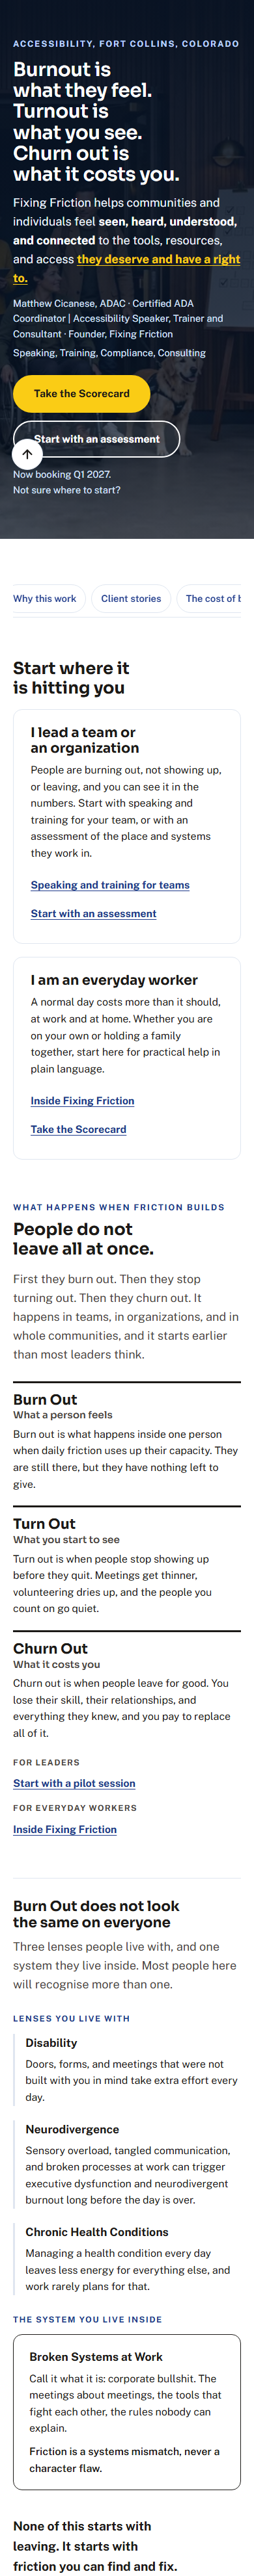 ACCESSIBILITY, FORT COLLINS, COLORADO
Burnout is
what they feel.
Turnout is
what you see.
Churn out is
what it costs you.
Fixing Friction helps communities and
individuals feel seen, heard, understood,
and connected to the tools, resources,
and access they deserve and have a right
to.
Matthew Cicanese, ADAC · Certified ADA
Coordinator | Accessibility Speaker, Trainer and
Consultant · Founder, Fixing Friction
Speaking, Training, Compliance, Consulting
Take the Scorecard
Start with an assessment
Now booking Q1 2027.
Not sure where to start?
Why this work
Client stories
The cost of
Start where it
is hitting you
I lead a team or
an organization
People are burning out, not showing up,
or leaving, and you can see it in the
numbers. Start with speaking and
training for your team, or with an
assessment of the place and systems
they work in.
Speaking and training for teams
Start with an assessment
I am an everyday worker
A normal day costs more than it should,
at work and at home. Whether you are
on your own or holding a family
together, start here for practical help in
plain language.
Inside Fixing Friction
Take the Scorecard
WHAT HAPPENS WHEN FRICTION BUILDS
People do not
leave all at once.
First they burn out. Then they stop
turning out. Then they churn out. It
happens in teams, in organizations, and in
whole communities, and it starts earlier
than most leaders think.
Burn Out
What a person feels
Burn out is what happens inside one person
when daily friction uses up their capacity. They
are still there, but they have nothing left to
give.
Turn Out
What you start to see
Turn out is when people stop showing up
before they quit. Meetings get thinner,
volunteering dries up, and the people you
count on go quiet.
Churn Out
What it costs you
Churn out is when people leave for good. You
lose their skill, their relationships, and
everything they knew, and you pay to replace
all of it.
FOR LEADERS
Start with a pilot session
FOR EVERYDAY WORKERS
Inside Fixing Friction
Burn Out does not look
the same on everyone
Three lenses people live with, and one
system they live inside. Most people here
will recognise more than one.
LENSES YOU LIVE WITH
Disability
Doors, forms, and meetings that were not
built with you in mind take extra effort every
day.
Neurodivergence
Sensory overload, tangled communication,
and broken processes at work can trigger
executive dysfunction and neurodivergent
burnout long before the day is over.
Chronic Health Conditions
Managing a health condition every day
leaves less energy for everything else, and
work rarely plans for that.
THE SYSTEM YOU LIVE INSIDE
Broken Systems at Work
Call it what it is: corporate bullshit. The
meetings about meetings, the tools that
fight each other, the rules nobody can
explain.
Friction is a systems mismatch, never a
character flaw.
None of this starts with
leaving. It starts with
friction you can find and fix.